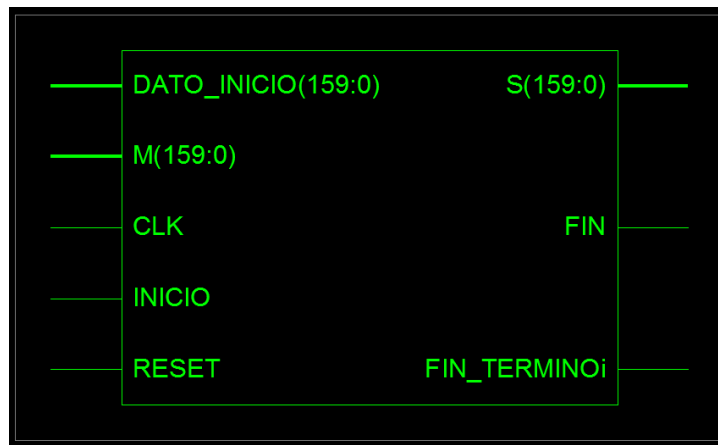 DATO_INICIO(159:0) S(159:0)
M(159:0)
CLK FIN
INICIO
RESET FIN_TERMINOi